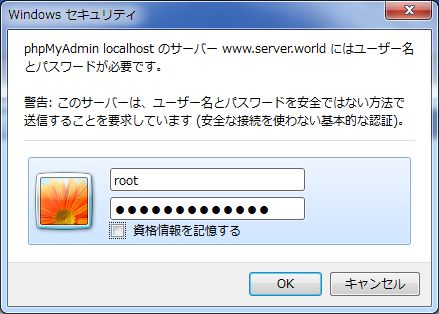 Windows セキュリティ
phpMyAdmin localhost のサーバー www.server.world にはユーザー名
とパスワードが必要です。
警告: このサーバーは、ユーザー名とパスワードを安全ではない方法で
送信することを要求しています (安全な接続を使わない基本的な認証)。
root
●●●●●●●●●●●●●
資格情報を記憶する
OK
キャンセル